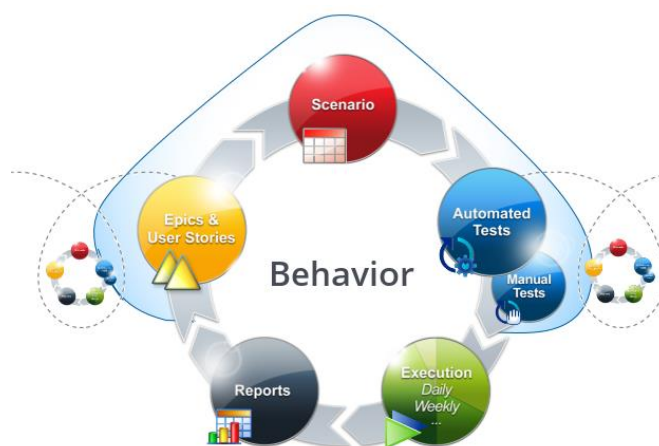 Scenario
Epics &
User Stories
Automated
Tests
Behavior
Manual
Tests
Reports
Execution
Daily
Weekly
...